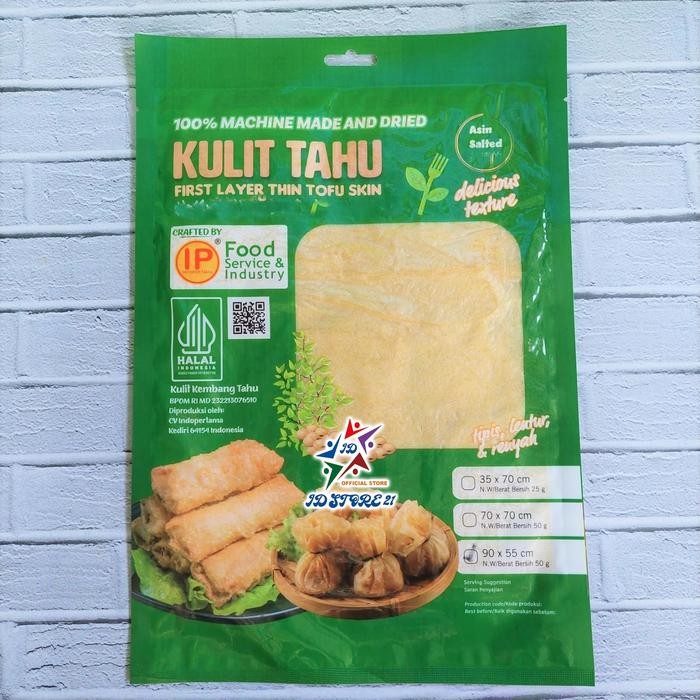 100% MACHINE MADE AND DRIED
KULIT TAHU
FIRST LAYER THIN TOFU SKIN
Asin
Salted
delicious
texture
CRAFTED BY
IP®
Food
Service &
Industry
HALAL
INDONESIA
Kulit Kembang Tahu
BPOM RI MD 232213076510
Diproduksi oleh:
CV Indoperlama
Kediri 64154 Indonesia
tipis, lentur,
& renyah
ID
OFFICIAL STORE
ID STORE 21
35 x 70 cm
N.W/Berat Bersih 25 g
70 x 70 cm
N.W/Berat Bersih 50 g
90 x 55 cm
N.W/Berat Bersih 50 g
Serving Suggestion
Saran Penyajian
Production code/Kode produksi:
Best before/Baik digunakan sebelum: